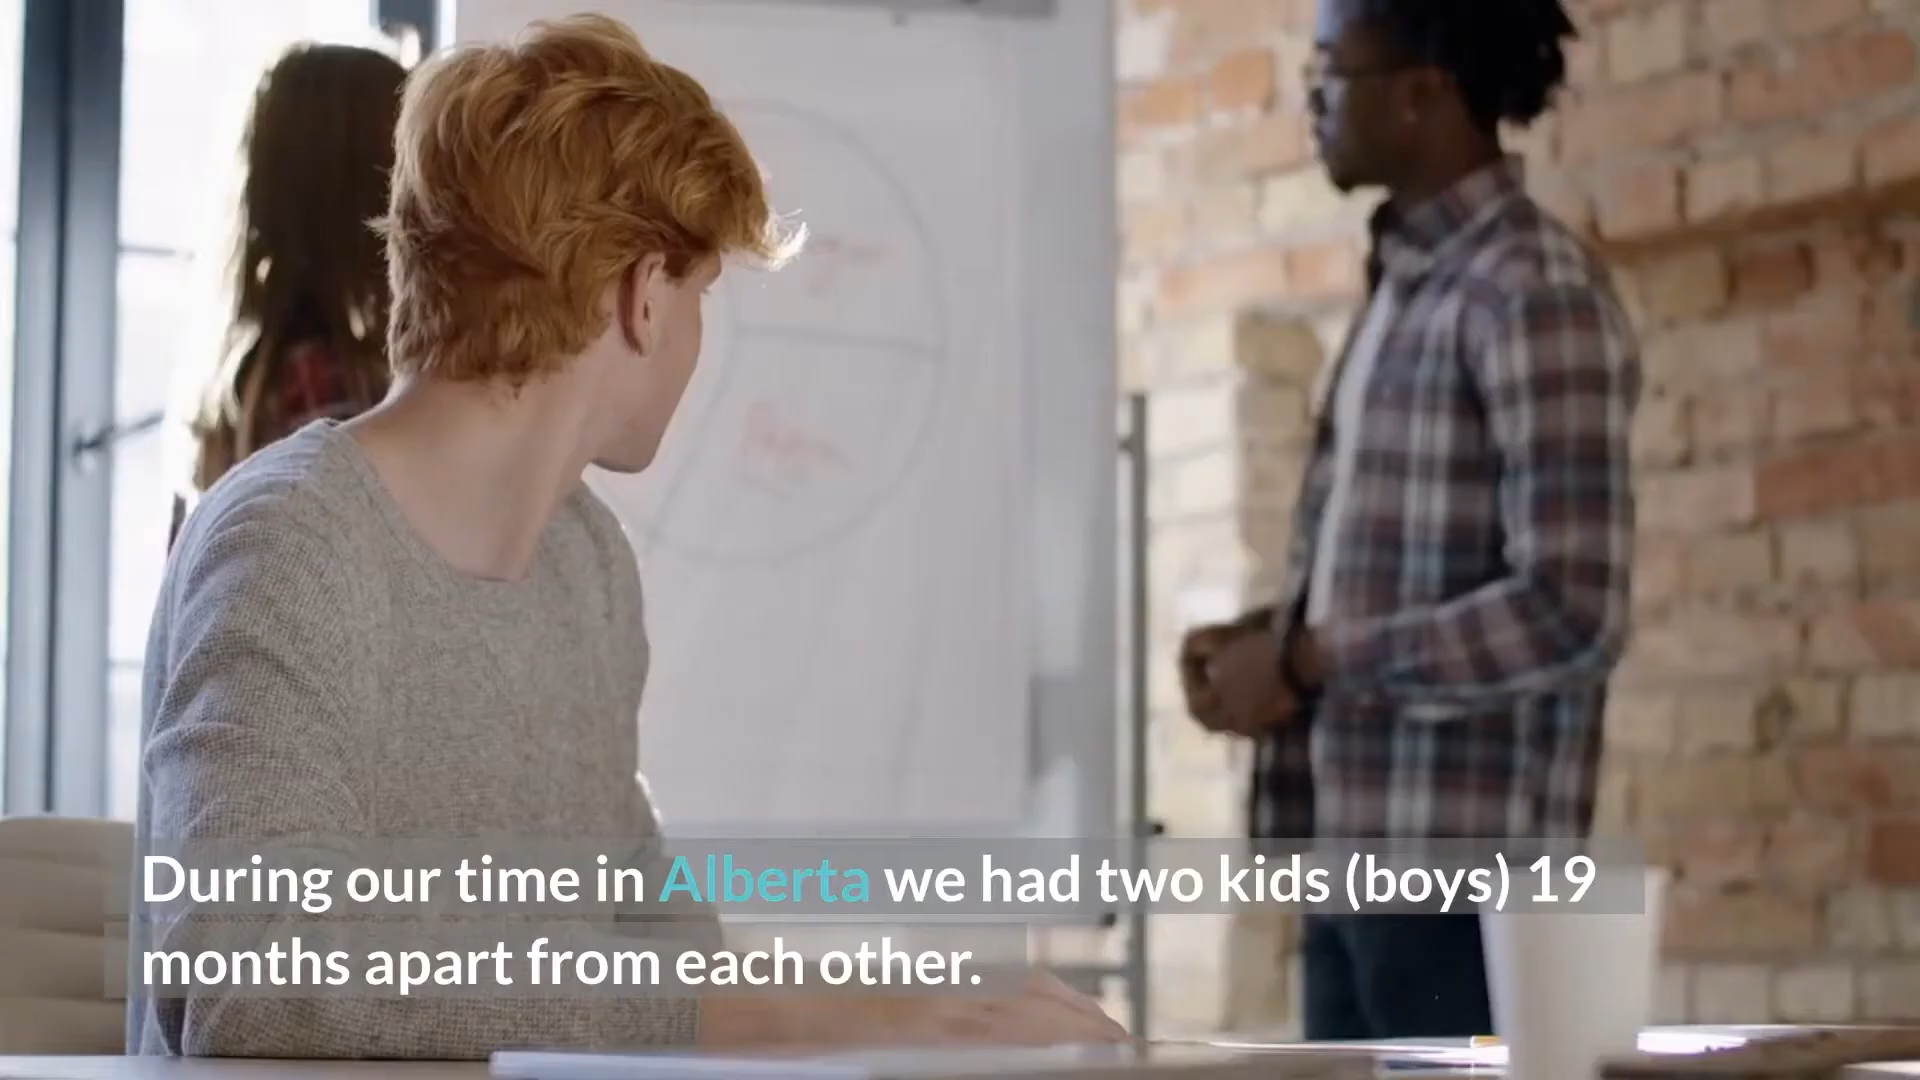 During our time in Alberta we had two kids (boys) 19
months apart from each other.